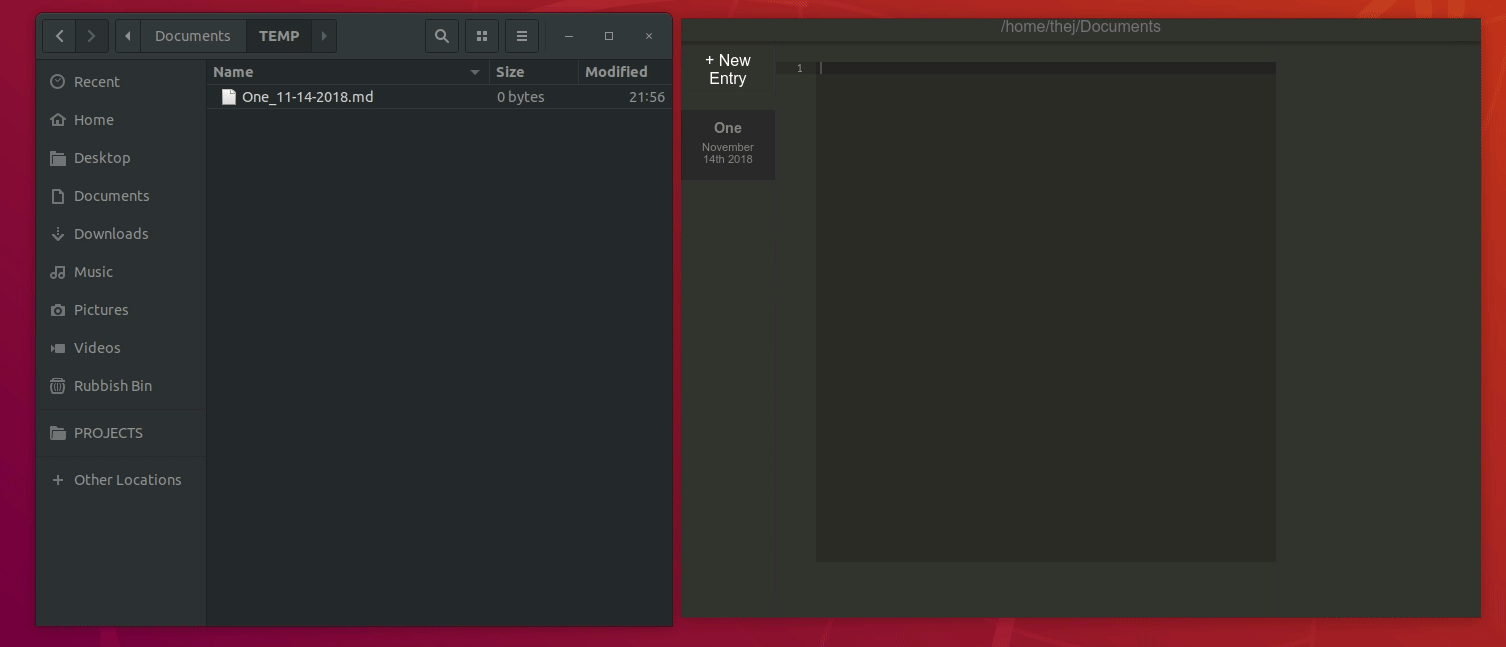 Documents TEMP
Name Size Modified
One_11-14-2018.md 0 bytes 21:56
Recent
Home
Desktop
Documents
Downloads
Music
Pictures
Videos
Rubbish Bin
PROJECTS
+ Other Locations
/home/thej/Documents
+ New
Entry
One
November
14th 2018
1